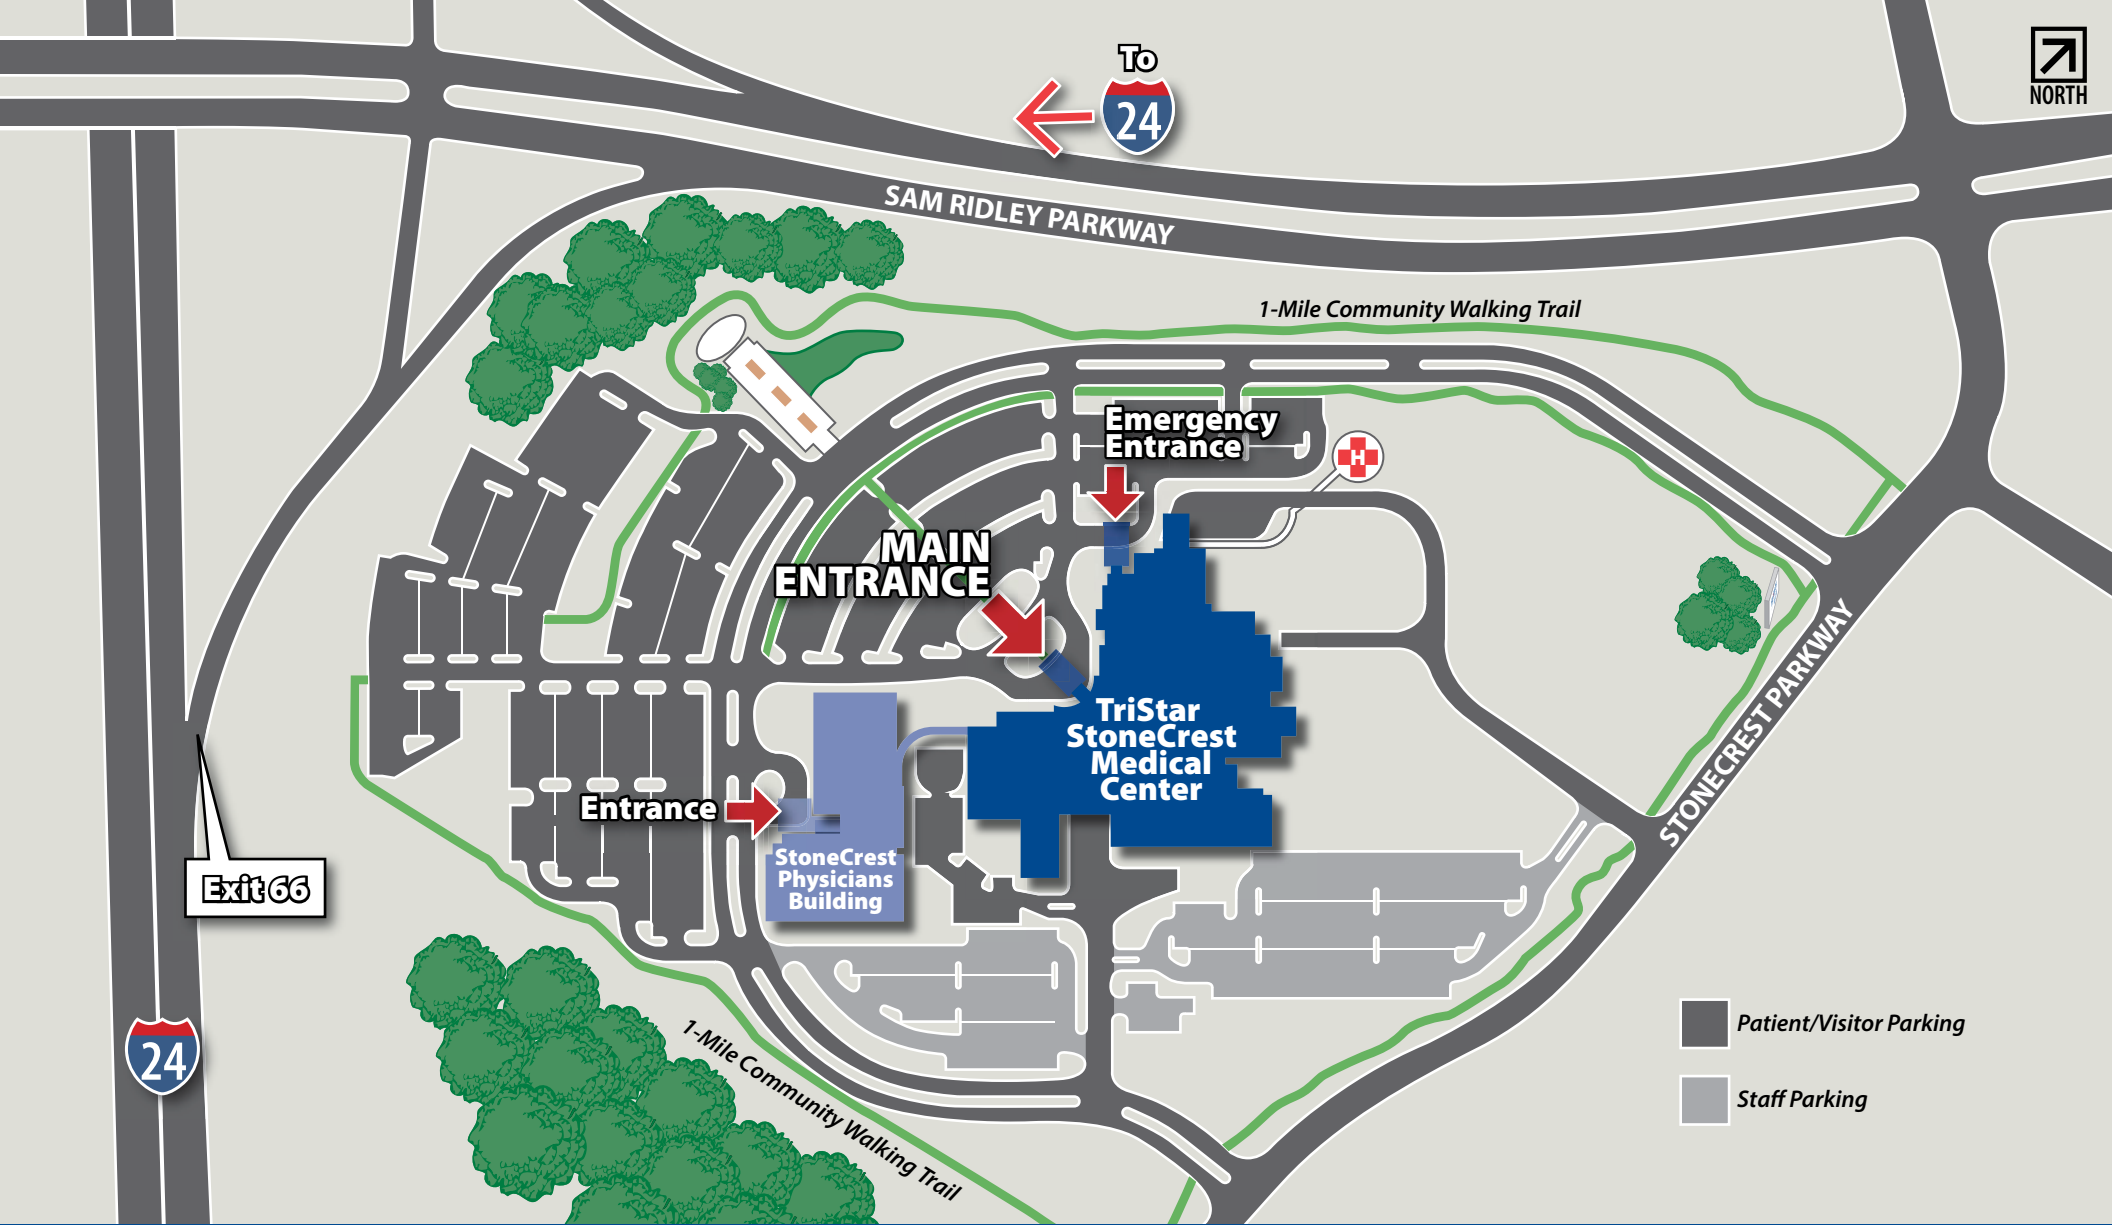 To
24
NORTH
SAM RIDLEY PARKWAY
1-Mile Community Walking Trail
Emergency
Entrance
H
MAIN
ENTRANCE
TriStar
StoneCrest
Medical
Center
STONECREST PARKWAY
Entrance
StoneCrest
Physicians
Building
Exit 66
24
1-Mile Community Walking Trail
Patient/Visitor Parking
Staff Parking